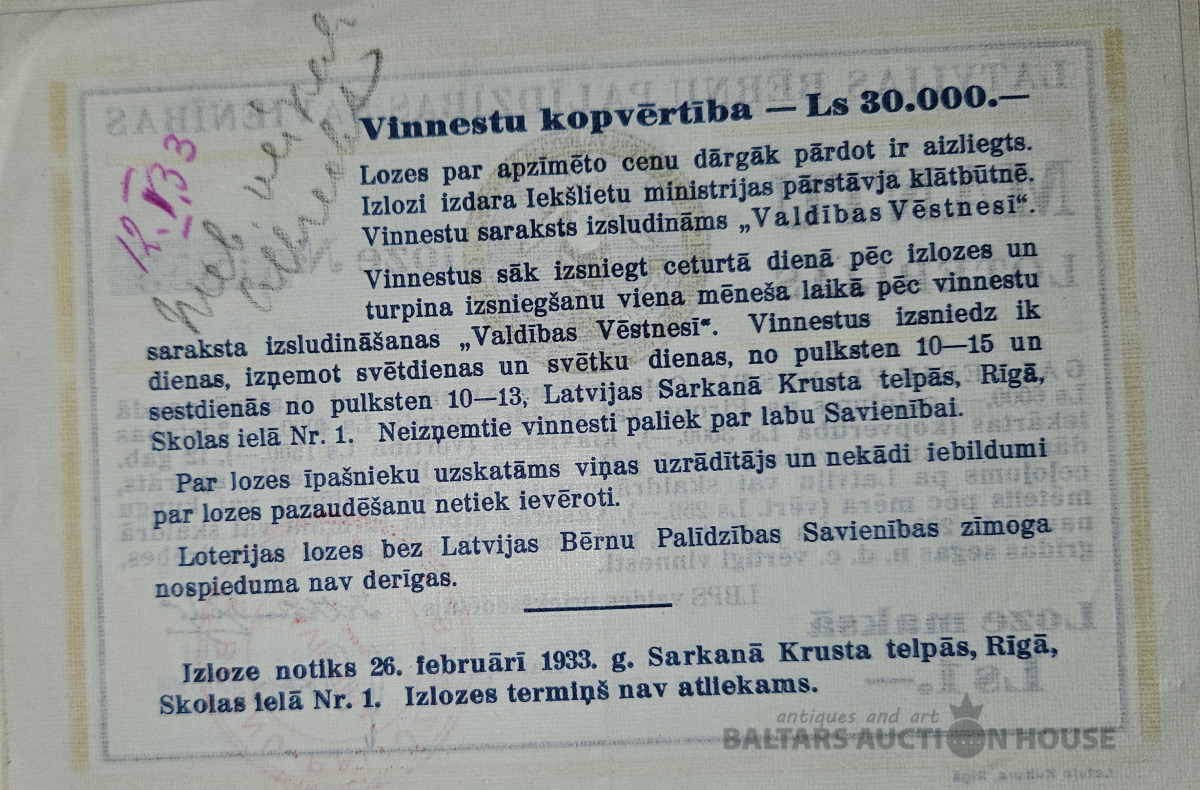 Vinnestu kopvērtība — Ls 30.000.—
Lozes par apzīmēto cenu dārgāk pārdot ir aizliegts.
Izlozi izdara Iekšlietu ministrijas pārstāvja klātbūtnē.
Vinnestu saraksts izsludināms „Valdības Vēstnesī“.
Vinnestus sāk izsniegt ceturtā dienā pēc izlozes un
turpina izsniegšanu viena mēneša laikā pēc vinnestu
saraksta izsludināšanas „Valdības Vēstnesī“. Vinnestus izsniedz ik
dienas, izņemot svētdienas un svētku dienas, no pulksten 10—15 un
sestdienās no pulksten 10—13, Latvijas Sarkanā Krusta telpās, Rīgā,
Skolas ielā Nr. 1. Neizņemtie vinnesti paliek par labu Savienībai.
Par lozes īpašnieku uzskatāms viņas uzrādītājs un nekādi iebildumi
par lozes pazaudēšanu netiek ievēroti.
Loterijas lozes bez Latvijas Bērnu Palīdzības Savienības zīmoga
nospieduma nav derīgas.
Izloze notiks 26. februārī 1933. g. Sarkanā Krusta telpās, Rīgā,
Skolas ielā Nr. 1. Izlozes termiņš nav atliekams.
antiques and art
BALTARS AUCTION HOUSE